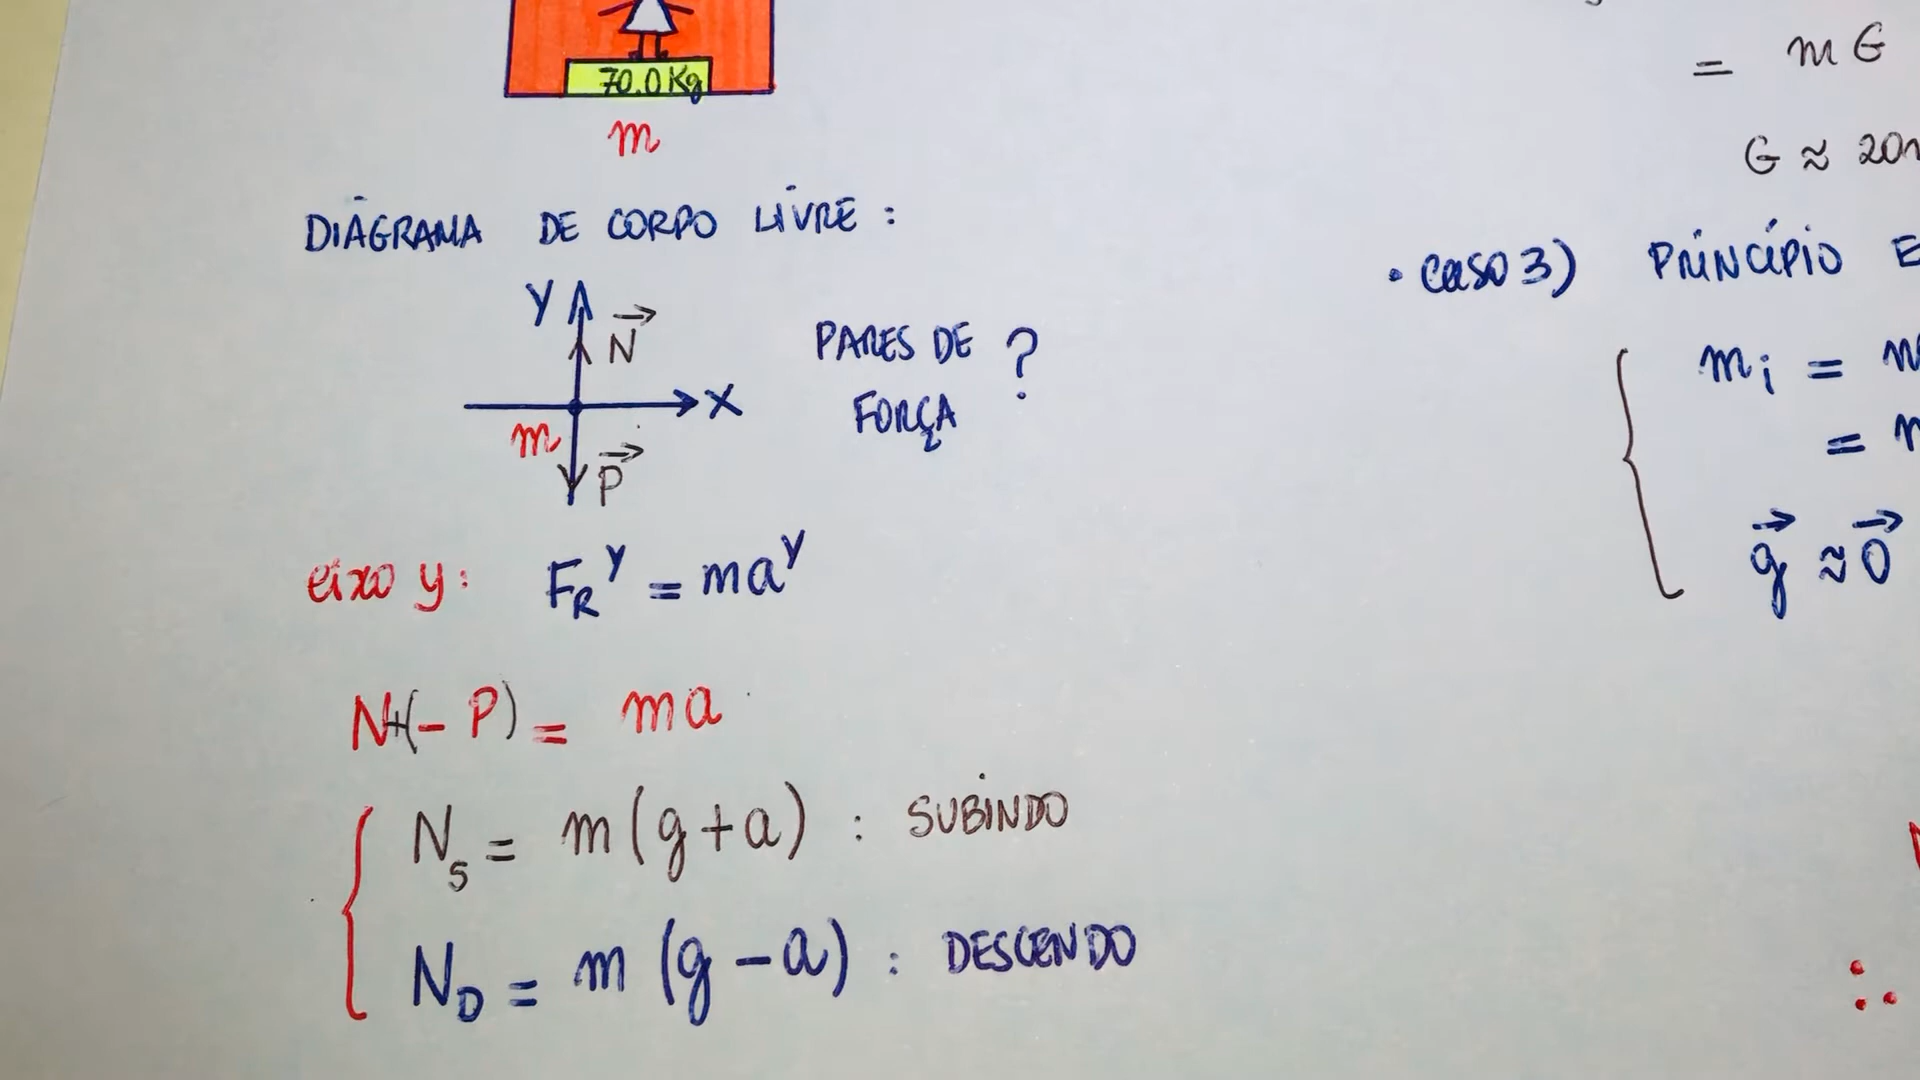 70.0 Kg
m
DIAGRAMA DE CORPO LIVRE :
Y N
X
m
P
PARES DE
FORÇA ?
eixo y: F_R^Y = ma^Y
N+(-P) = ma
N_S = m(g+a) : SUBINDO
N_D = m(g-a) : DESCENDO
= mG
G ≈ 20
• caso 3) PRINCÍPIO E
m_i =
=
g ≈ 0
∴